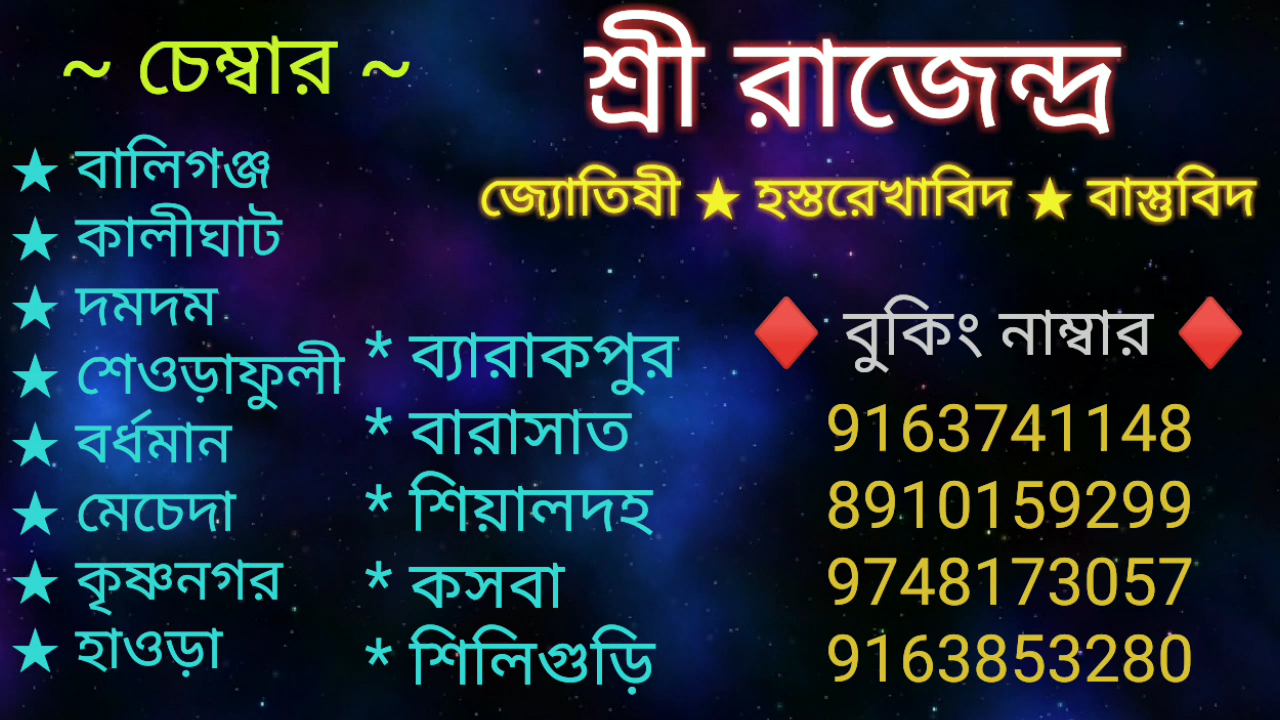 ~ চেম্বার ~
★ বালিগঞ্জ
★ কালীঘাট
★ দমদম
★ শেওড়াফুলী
★ বর্ধমান
★ মেচেদা
★ কৃষ্ণনগর
★ হাওড়া
* ব্যারাকপুর
* বারাসাত
* শিয়ালদহ
* কসবা
* শিলিগুড়ি
শ্রী রাজেন্দ্র
জ্যোতিষী ★ হস্তরেখাবিদ ★ বাস্তুবিদ
♦ বুকিং নাম্বার ♦
9163741148
8910159299
9748173057
9163853280